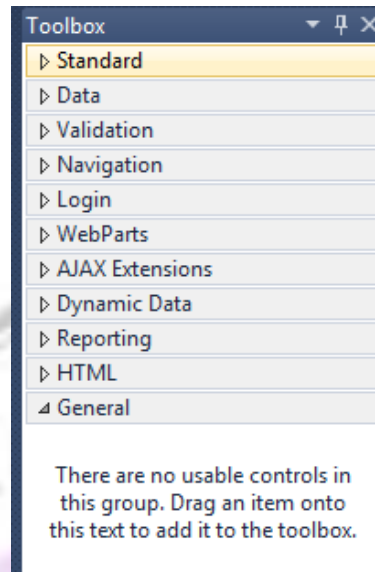 Toolbox
Standard
Data
Validation
Navigation
Login
WebParts
AJAX Extensions
Dynamic Data
Reporting
HTML
General
There are no usable controls in
this group. Drag an item onto
this text to add it to the toolbox.